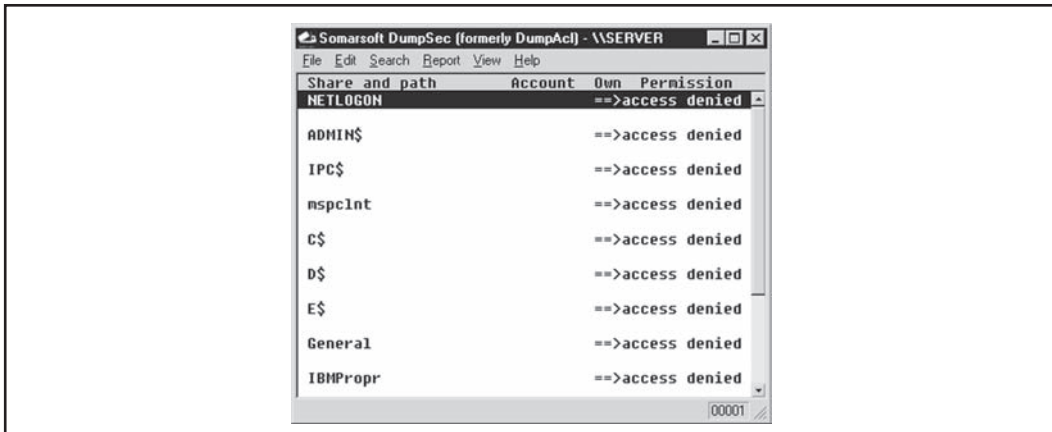 Somarsoft DumpSec (formerly DumpAcl) - \\SERVER
File Edit Search Report View Help
Share and path Account Own Permission
NETLOGON ==>access denied
ADMIN$ ==>access denied
IPC$ ==>access denied
mspclnt ==>access denied
C$ ==>access denied
D$ ==>access denied
E$ ==>access denied
General ==>access denied
IBMPropr ==>access denied
00001